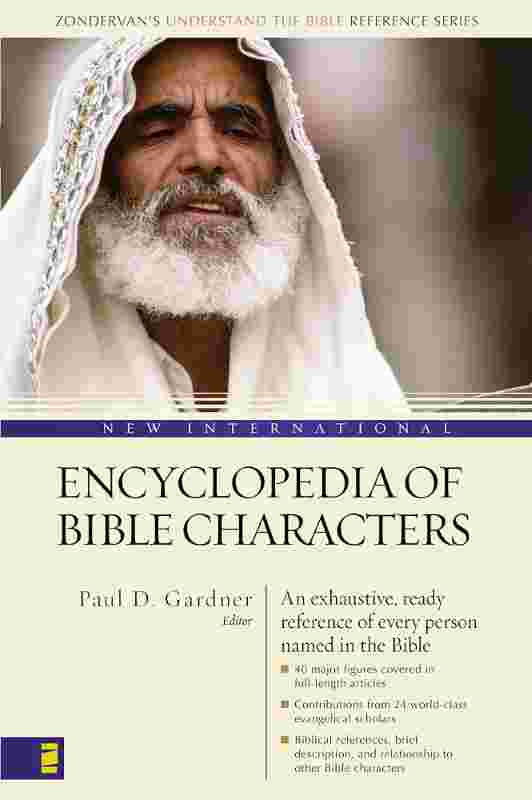 ZONDERVAN'S UNDERSTAND THE BIBLE REFERENCE SERIES
NEW INTERNATIONAL
ENCYCLOPEDIA OF
BIBLE CHARACTERS
Paul D. Gardner
Editor
An exhaustive, ready
reference of every person
named in the Bible
40 major figures covered in
full-length articles
Contributions from 24 world-class
evangelical scholars
Biblical references, brief
description, and relationship to
other Bible characters